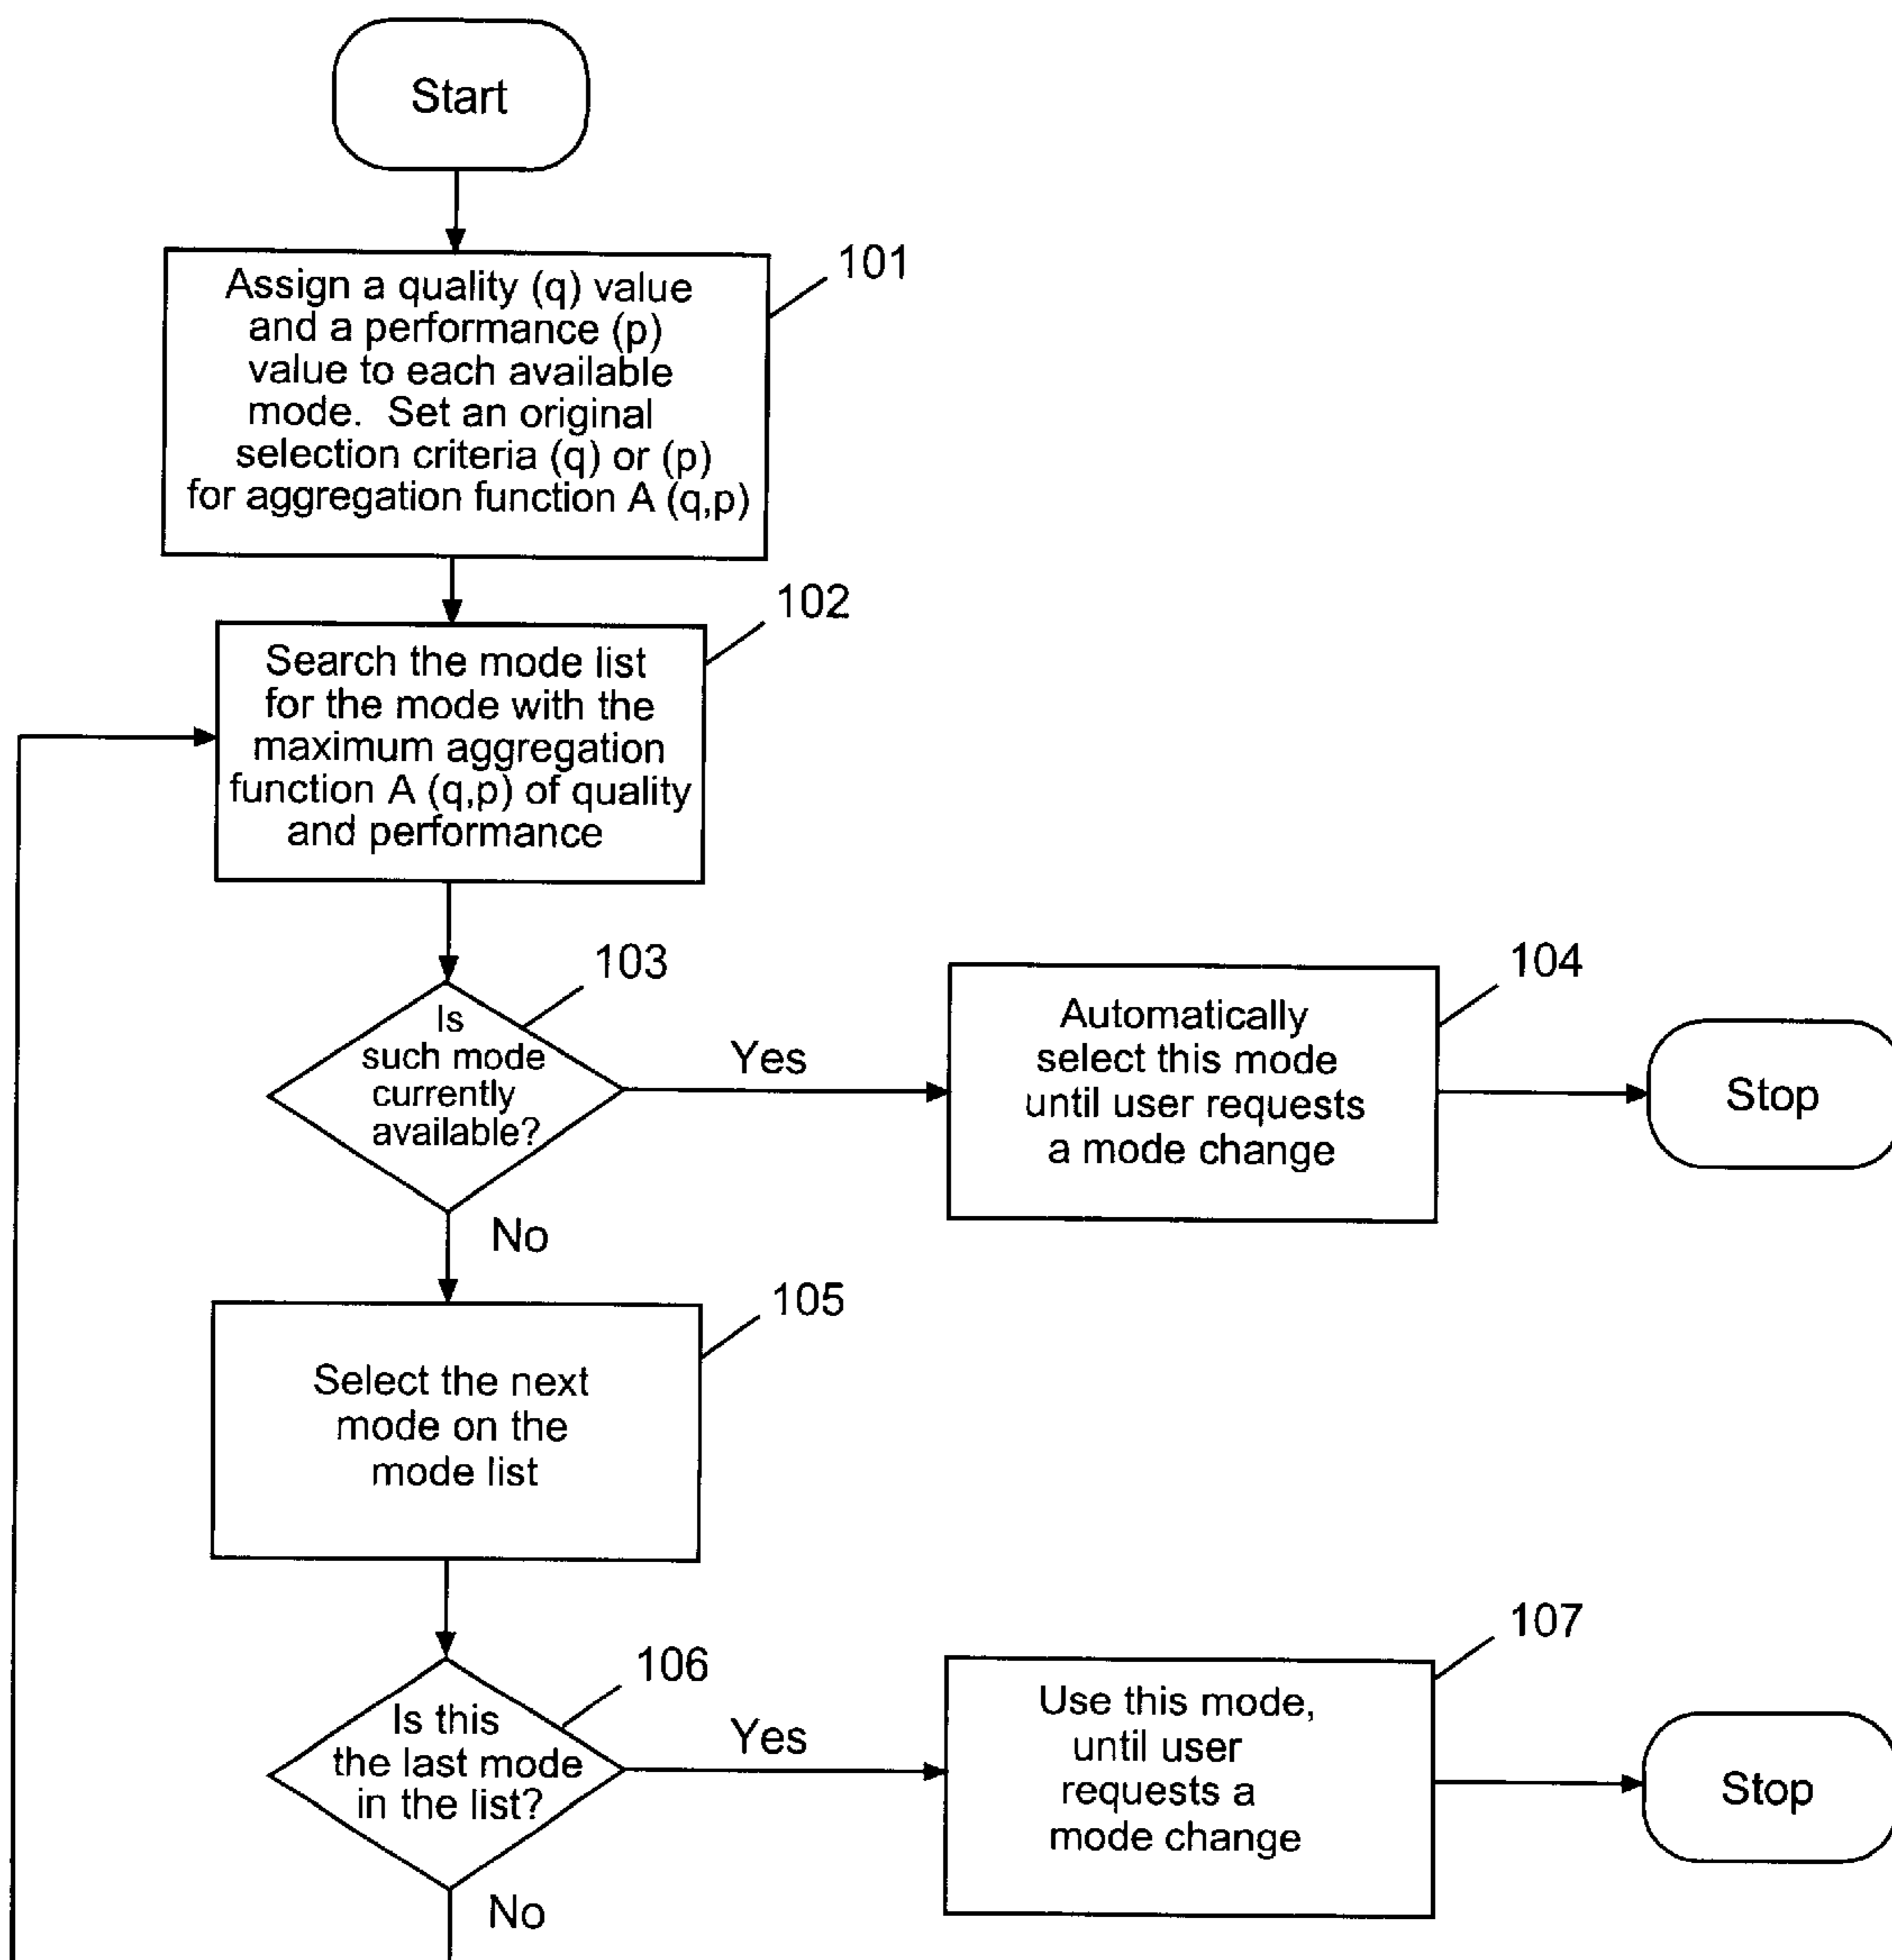 Start
101
Assign a quality (q) value
and a performance (p)
value to each available
mode. Set an original
selection criteria (q) or (p)
for aggregation function A (q,p)
102
Search the mode list
for the mode with the
maximum aggregation
function A (q,p) of quality
and performance
103
Is
such mode
currently
available?
Yes
104
Automatically
select this mode
until user requests
a mode change
Stop
No
105
Select the next
mode on the
mode list
106
Is this
the last mode
in the list?
Yes
107
Use this mode,
until user
requests a
mode change
Stop
No